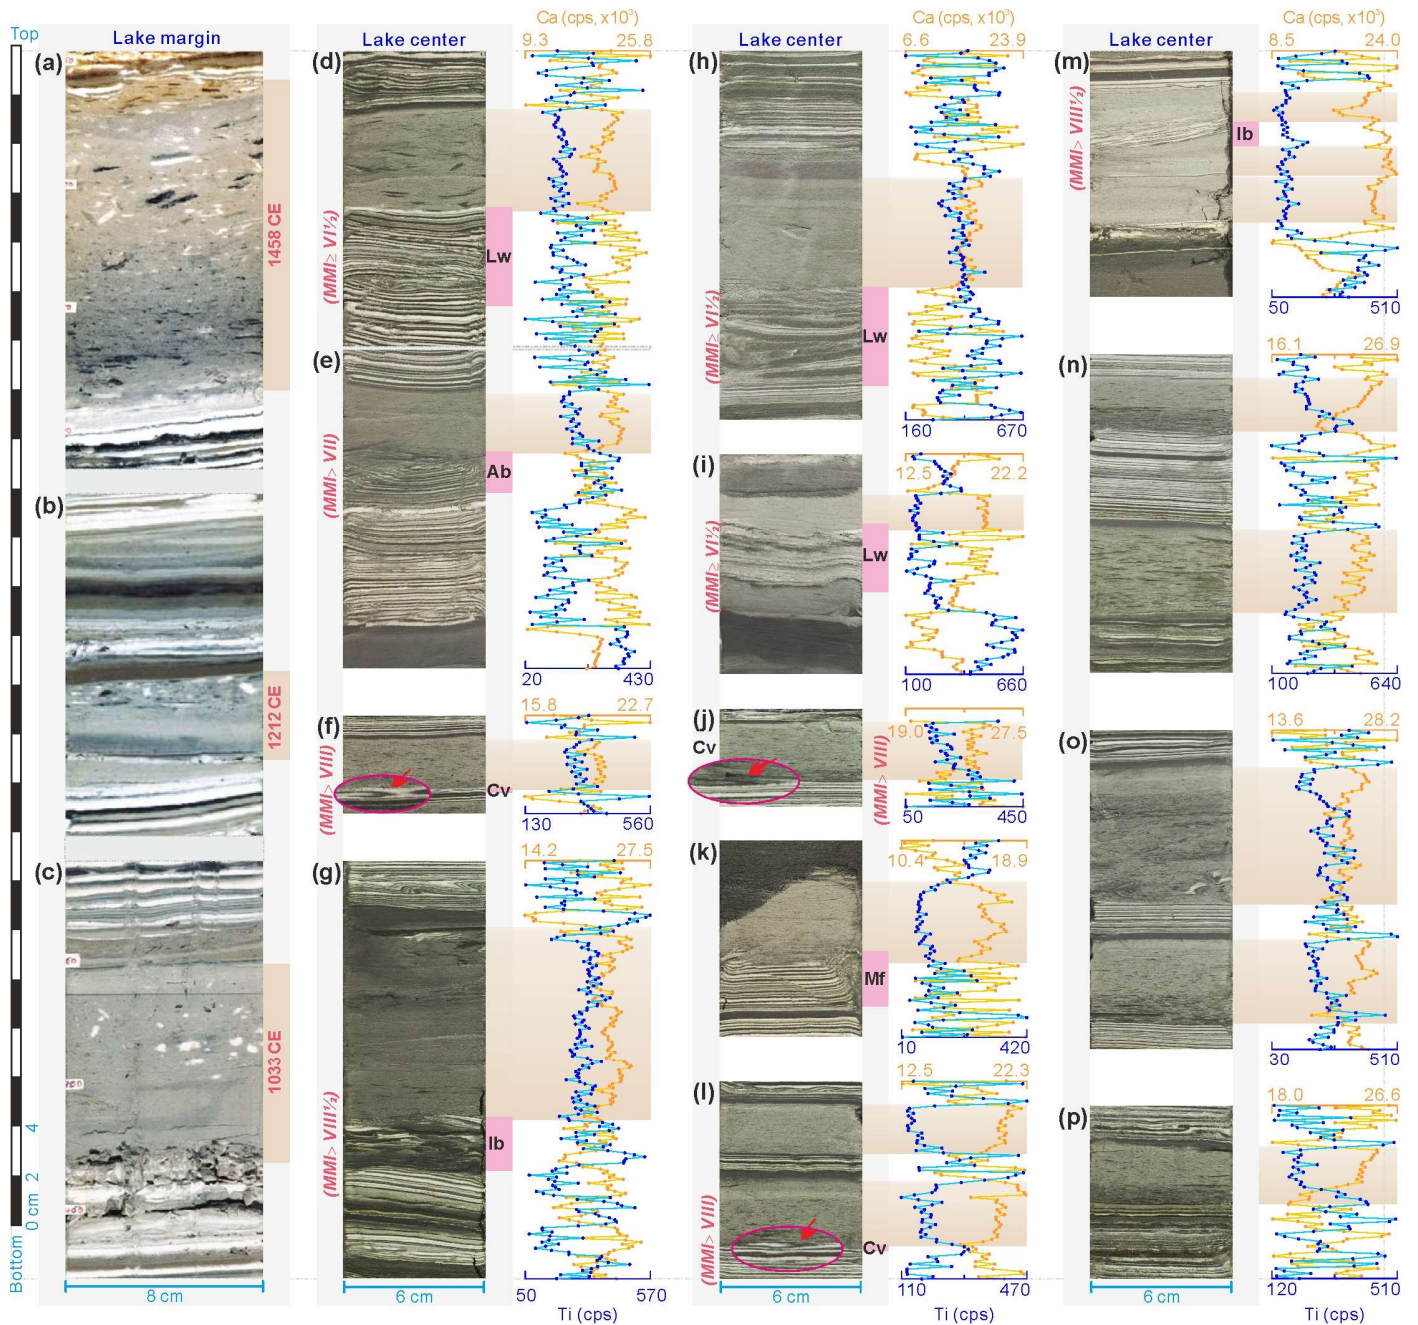 Top
Lake margin
(a)
1458 CE
(b)
1212 CE
(c)
1033 CE
4
2
0 cm
Bottom
8 cm
Lake center
(d)
Ca (cps, x10³)
9.3 25.8
(MMI≥ VI½)
Lw
(e)
(MMI> VII)
Ab
20 430
(f)
15.8 22.7
(MMI> VIII)
Cv
130 560
(g)
14.2 27.5
(MMI> VIII½)
Ib
50 570
6 cm
Ti (cps)
Lake center
(h)
Ca (cps, x10³)
6.6 23.9
(MMI≥ VI½)
Lw
160 670
(i)
12.5 22.2
(MMI≥ VI½)
Lw
100 660
(j)
Cv
19.0 27.5
(MMI> VIII)
50 450
(k)
10.4 18.9
Mf
10 420
(l)
12.5 22.3
(MMI> VIII)
Cv
110 470
6 cm
Ti (cps)
Lake center
(m)
Ca (cps, x10³)
8.5 24.0
(MMI> VIII½)
Ib
50 510
(n)
16.1 26.9
100 640
(o)
13.6 28.2
30 510
(p)
18.0 26.6
120 510
6 cm
Ti (cps)